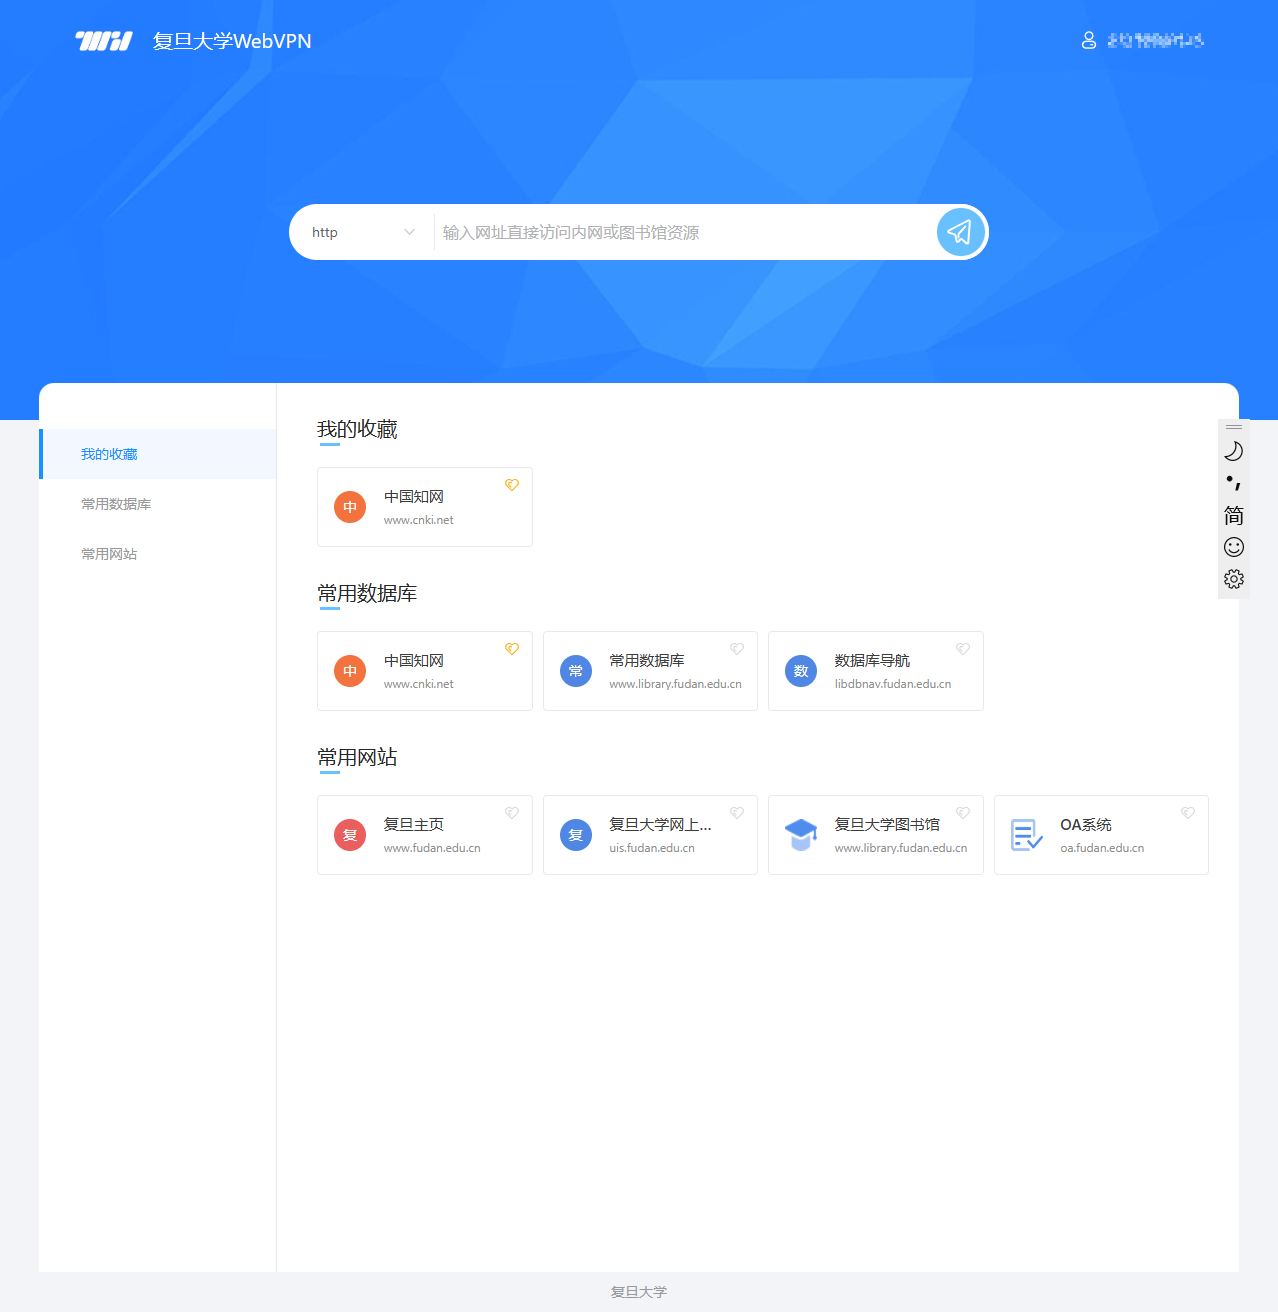 复旦大学WebVPN
http
输入网址直接访问内网或图书馆资源
我的收藏
常用数据库
常用网站
我的收藏
中
中国知网
www.cnki.net
常用数据库
中
中国知网
www.cnki.net
常
常用数据库
www.library.fudan.edu.cn
数
数据库导航
libdbnav.fudan.edu.cn
常用网站
复
复旦主页
www.fudan.edu.cn
复
复旦大学网上...
uis.fudan.edu.cn
复旦大学图书馆
www.library.fudan.edu.cn
OA系统
oa.fudan.edu.cn
简
复旦大学